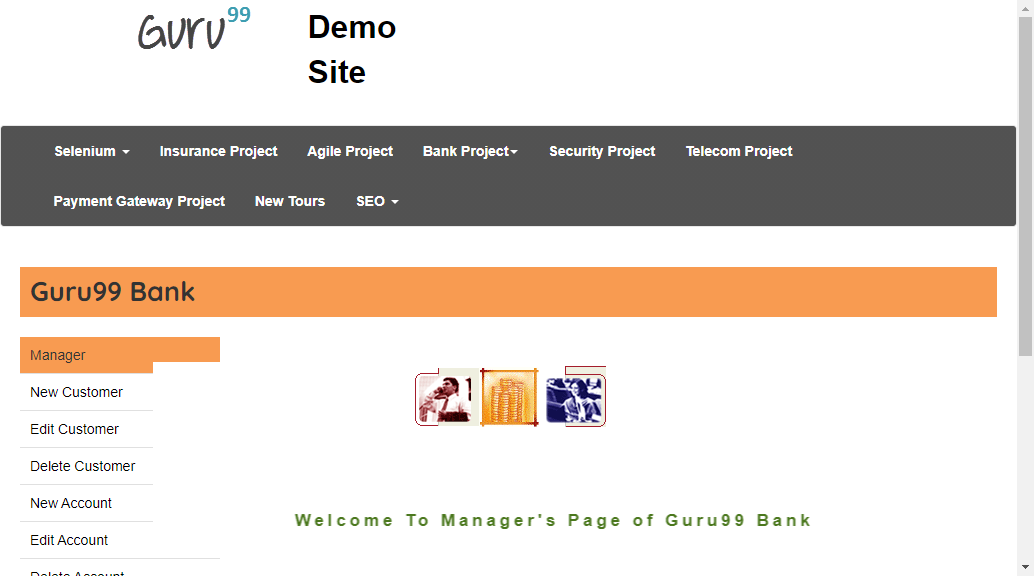 Guru99
Demo
Site
Selenium
Insurance Project
Agile Project
Bank Project
Security Project
Telecom Project
Payment Gateway Project
New Tours
SEO
Guru99 Bank
Manager
New Customer
Edit Customer
Delete Customer
New Account
Edit Account
Delete Account
Welcome To Manager's Page of Guru99 Bank